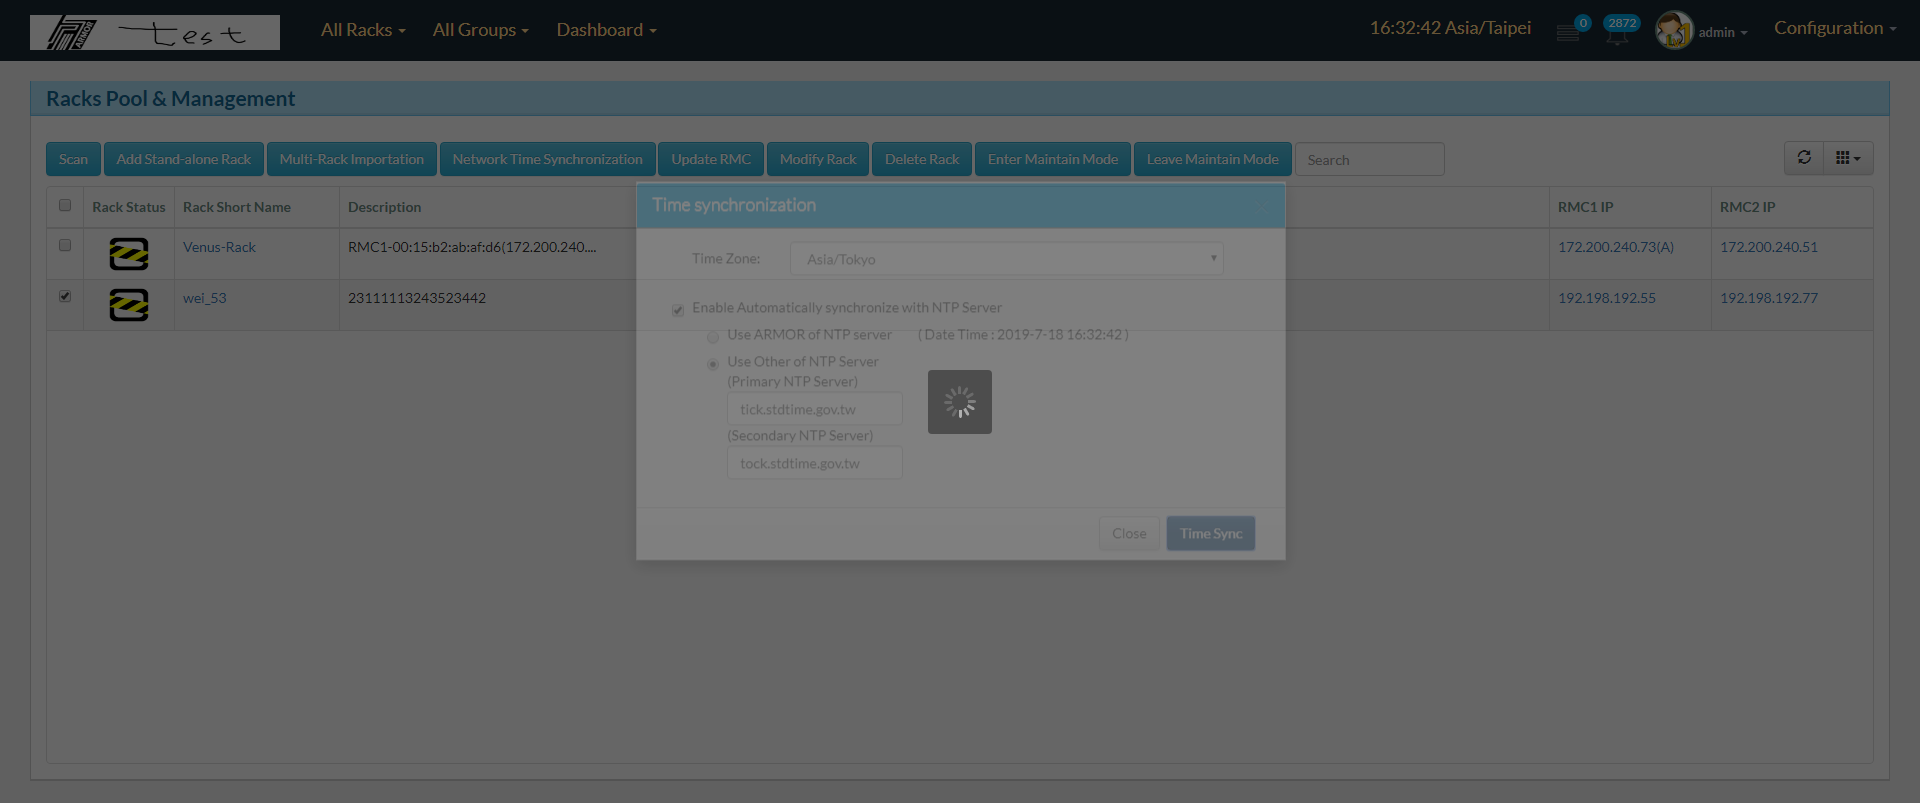 ARMOR test All Racks All Groups Dashboard 16:32:42 Asia/Taipei 0 2872 admin Configuration
Racks Pool & Management
Scan Add Stand-alone Rack Multi-Rack Importation Network Time Synchronization Update RMC Modify Rack Delete Rack Enter Maintain Mode Leave Maintain Mode Search
Rack Status Rack Short Name Description RMC1 IP RMC2 IP
Venus-Rack RMC1-00:15:b2:ab:af:d6(172.200.240.... 172.200.240.73(A) 172.200.240.51
wei_53 23111113243523442 192.198.192.55 192.198.192.77
Time synchronization
Time Zone: Asia/Tokyo
Enable Automatically synchronize with NTP Server
Use ARMOR of NTP server ( Date Time : 2019-7-18 16:32:42 )
Use Other of NTP Server
(Primary NTP Server)
tick.stdtime.gov.tw
(Secondary NTP Server)
tock.stdtime.gov.tw
Close Time Sync